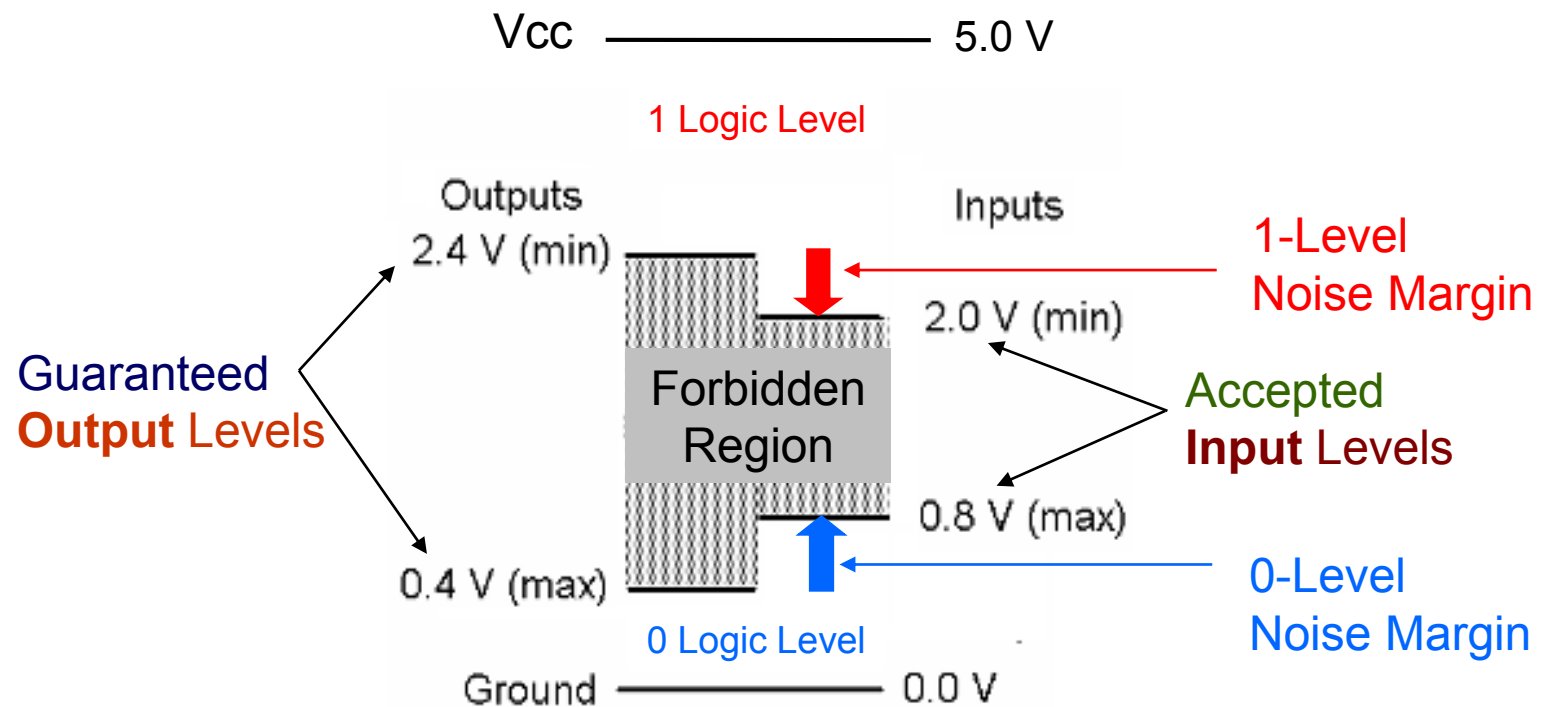 Vcc 5.0 V
1 Logic Level
Outputs
2.4 V (min)
Inputs
1-Level
Noise Margin
2.0 V (min)
Guaranteed
Output Levels
Forbidden
Region
Accepted
Input Levels
0.8 V (max)
0.4 V (max)
0-Level
Noise Margin
0 Logic Level
Ground 0.0 V